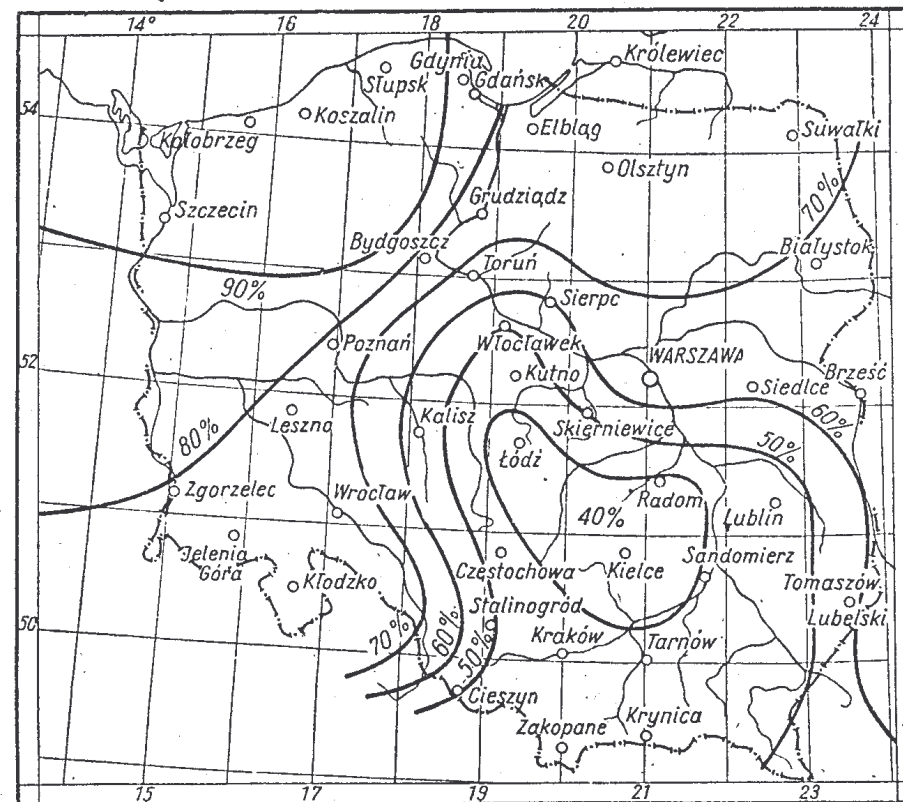 14° 16 18 20 22 24
Królewiec
Gdynia
Słupsk
Gdańsk
54
Koszalin
Elbląg
Suwałki
Kołobrzeg
Olsztyn
Grudziądz
Szczecin
70%
Bydgoszcz
Białystok
Toruń
90%
Sierpc
Poznań
Włocławek
WARSZAWA
52
Kutno
Siedlce
Brześć
Leszno
Kalisz
Skierniewice
60%
80%
50%
Łódź
Zgorzelec
Wrocław
Radom
40%
Lublin
Jelenia
Góra
Częstochowa
Kielce
Sandomierz
Kłodzko
Tomaszów
Stalinogród
Lubelski
50
70%
60%
50%
Kraków
Tarnów
Cieszyn
Zakopane
Krynica
15 17 19 21 23